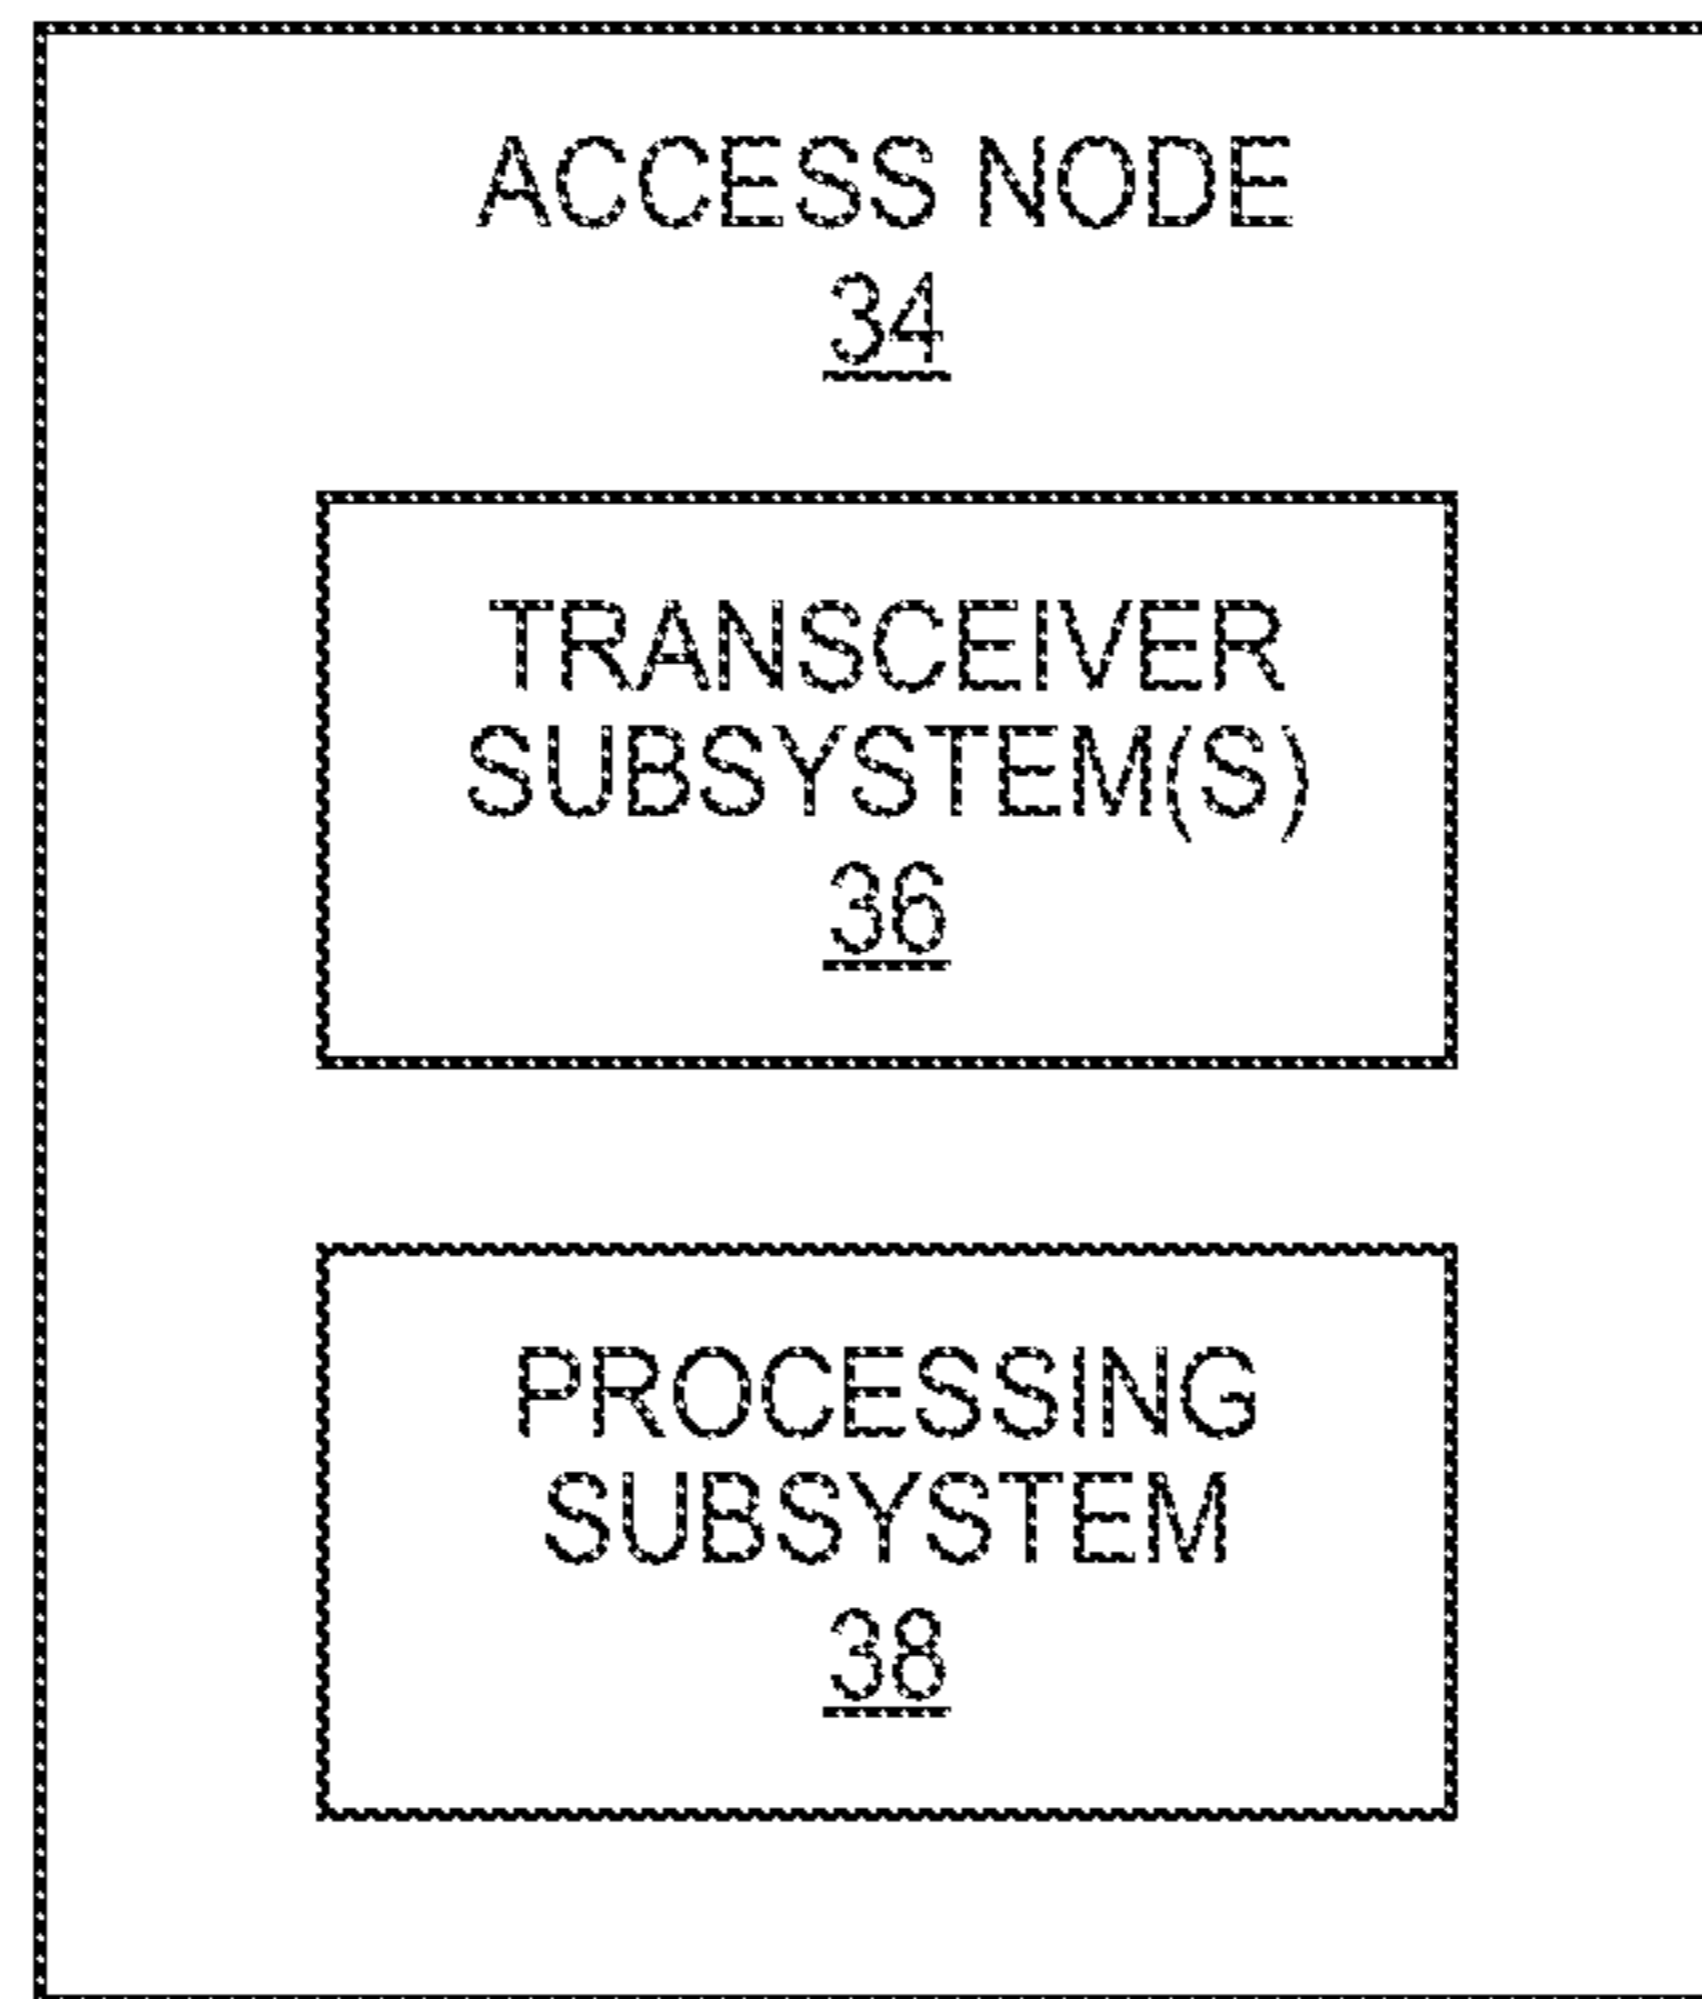 ACCESS NODE
34
TRANSCEIVER
SUBSYSTEM(S)
36
PROCESSING
SUBSYSTEM
38